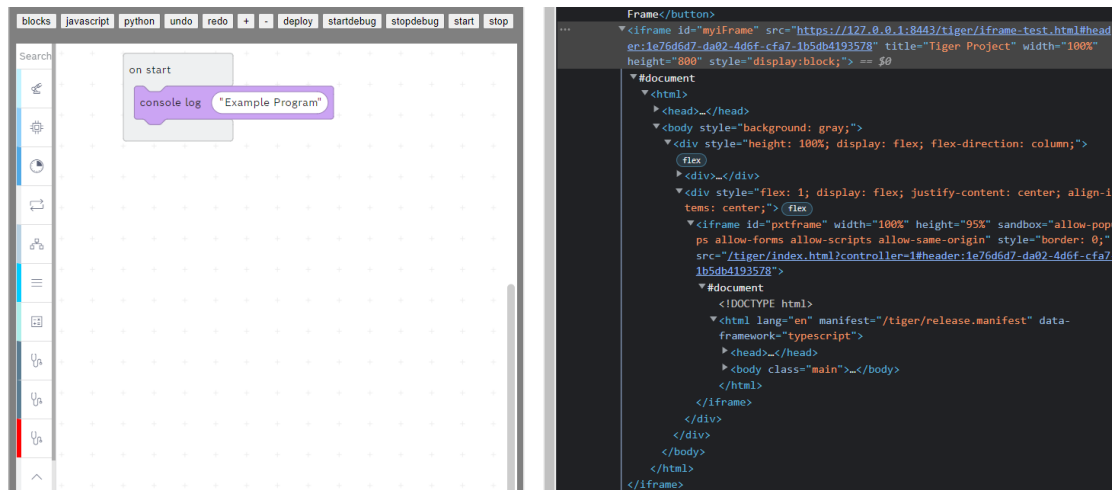 blocks javascript python undo redo + - deploy startdebug stopdebug start stop
Search
on start
console log "Example Program"
Frame</button>
... ▼<iframe id="myiFrame" src="https://127.0.0.1:8443/tiger/iframe-test.html#head
er:1e76d6d7-da02-4d6f-cfa7-1b5db4193578" title="Tiger Project" width="100%"
height="800" style="display:block;"> == $0
▼#document
▼<html>
▶<head>…</head>
▼<body style="background: gray;">
▼<div style="height: 100%; display: flex; flex-direction: column;">
flex
▶<div>…</div>
▼<div style="flex: 1; display: flex; justify-content: center; align-i
tems: center;"> flex
▼<iframe id="pxtframe" width="100%" height="95%" sandbox="allow-pop
ps allow-forms allow-scripts allow-same-origin" style="border: 0;"
src="/tiger/index.html?controller=1#header:1e76d6d7-da02-4d6f-cfa7
1b5db4193578">
▼#document
<!DOCTYPE html>
▼<html lang="en" manifest="/tiger/release.manifest" data-
framework="typescript">
▶<head>…</head>
▶<body class="main">…</body>
</html>
</iframe>
</div>
</div>
</body>
</html>
</iframe>